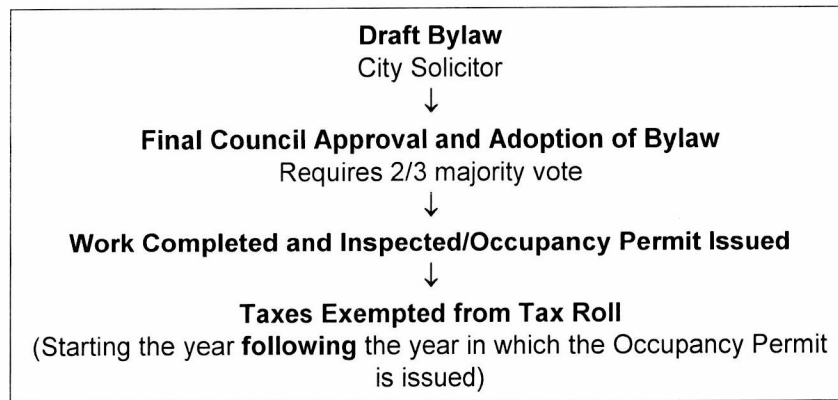 Draft Bylaw
City Solicitor
↓
Final Council Approval and Adoption of Bylaw
Requires 2/3 majority vote
↓
Work Completed and Inspected/Occupancy Permit Issued
↓
Taxes Exempted from Tax Roll
(Starting the year following the year in which the Occupancy Permit
is issued)